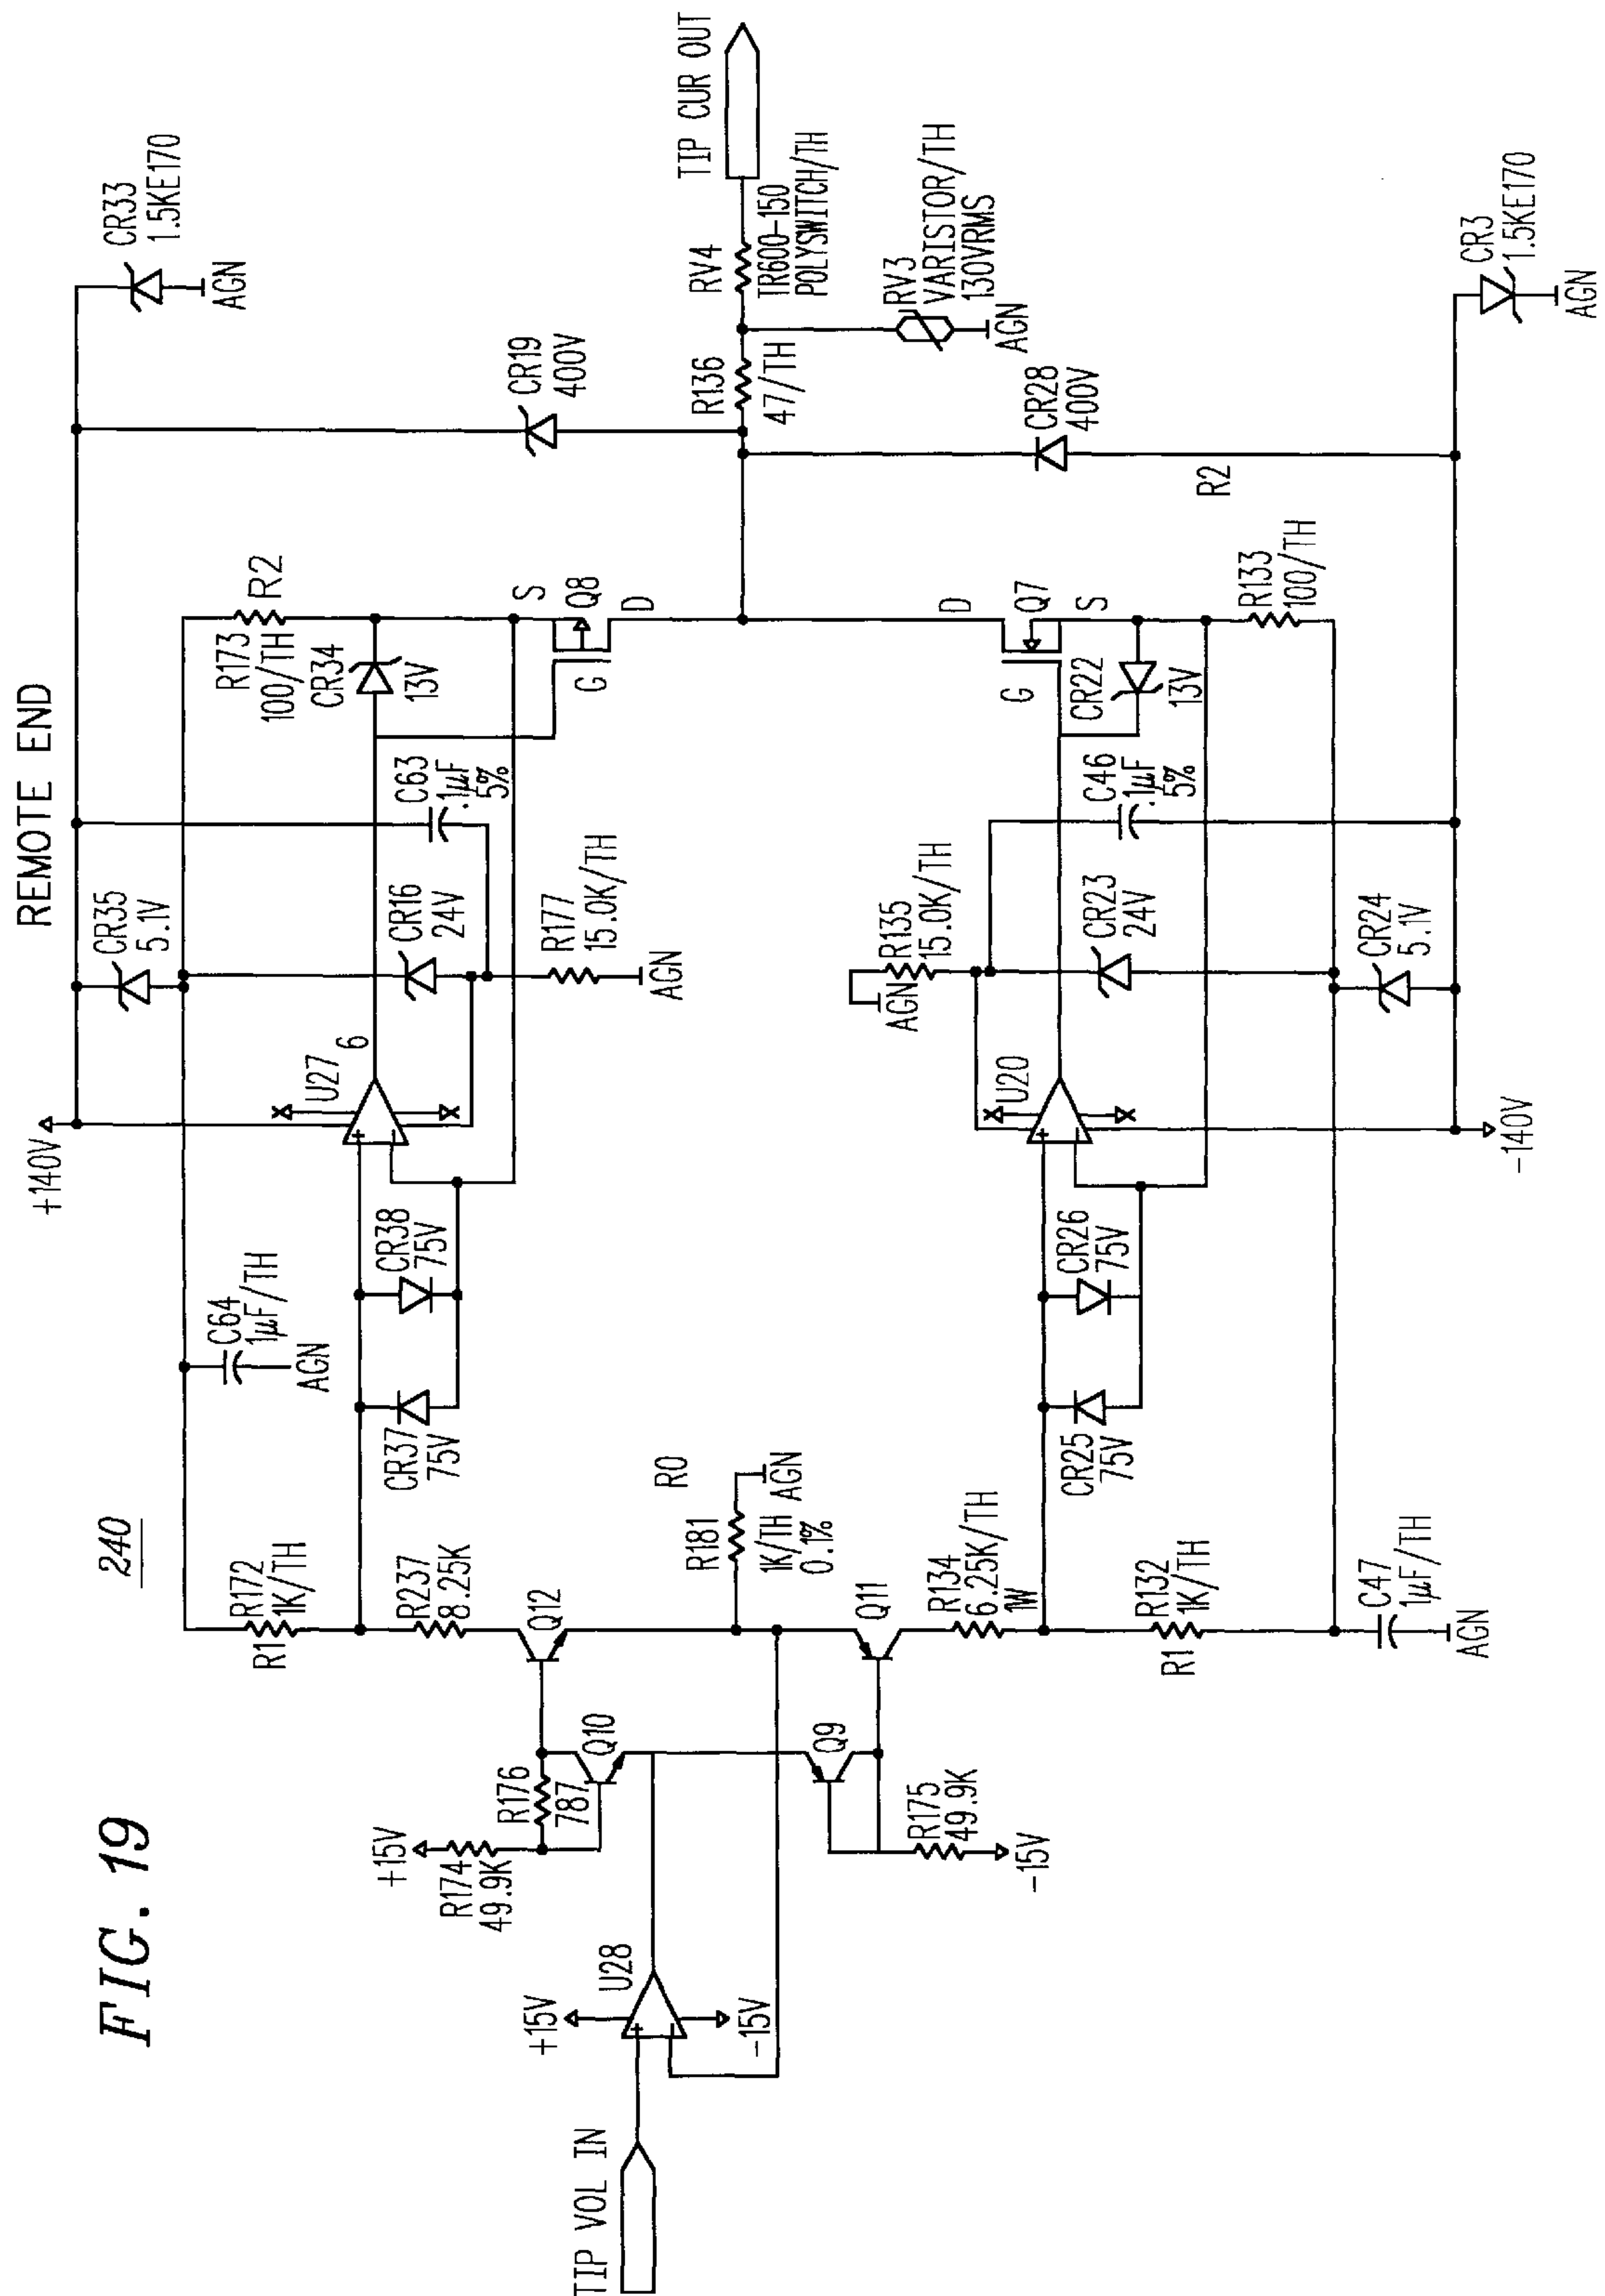 FIG. 19
240
REMOTE END
+140V
CR35
5.1V
CR33
1.5KE170
AGN
C64
1µF/TH
AGN
R172
1K/TH
R1
R237
8.25K
Q12
CR37
75V
CR38
75V
U27
6
CR16
24V
R177
15.0K/TH
AGN
C63
.1µF
5%
R173
100/TH
R2
CR34
13V
S
Q8
G
D
CR19
400V
TIP VOL IN
+15V
U28
-15V
+15V
R174
49.9K
R176
787
Q10
Q9
R175
49.9K
-15V
R181
1K/TH
0.1%
R0
AGN
R136
47/TH
RV4
TR600-150
POLYSWITCH/TH
TIP CUR OUT
RV3
VARISTOR/TH
130VRMS
AGN
CR28
400V
R2
Q11
R134
6.25K/TH
1W
R132
1K/TH
R1
C47
1µF/TH
AGN
CR25
75V
CR26
75V
U20
AGN
R135
15.0K/TH
CR23
24V
C46
.1µF
5%
D
Q7
G
S
CR22
13V
R133
100/TH
CR24
5.1V
-140V
CR3
1.5KE170
AGN